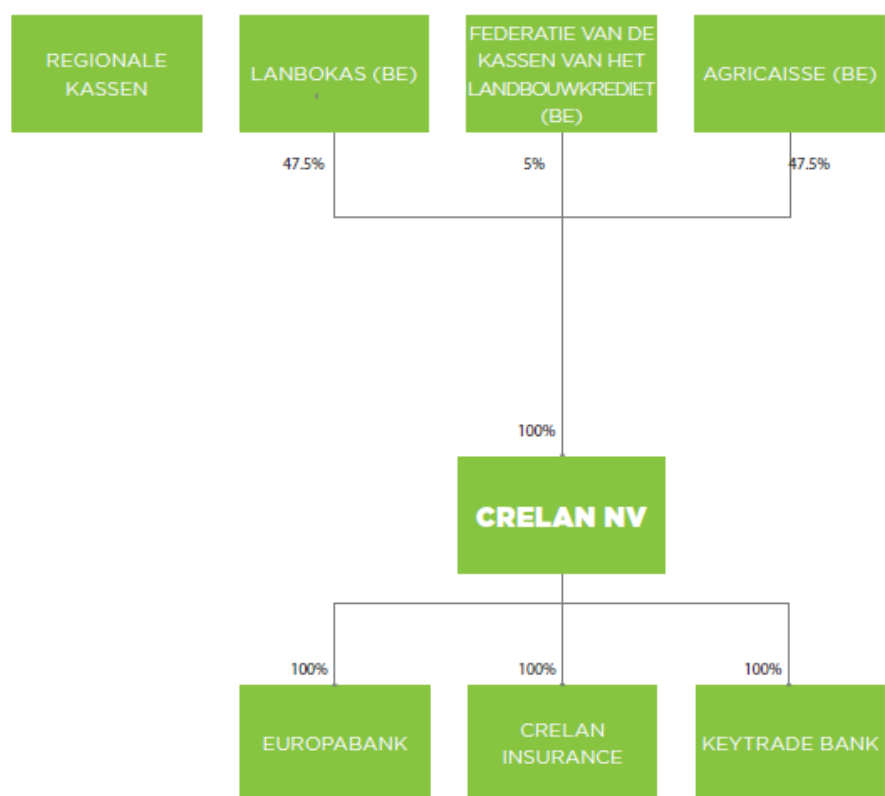 REGIONALE
KASSEN
LANBOKAS (BE)
FEDERATIE VAN DE
KASSEN VAN HET
LANDBOUWKREDIET
(BE)
AGRICAISSE (BE)
47.5%
5%
47.5%
100%
CRELAN NV
100%
100%
100%
EUROPABANK
CRELAN
INSURANCE
KEYTRADE BANK